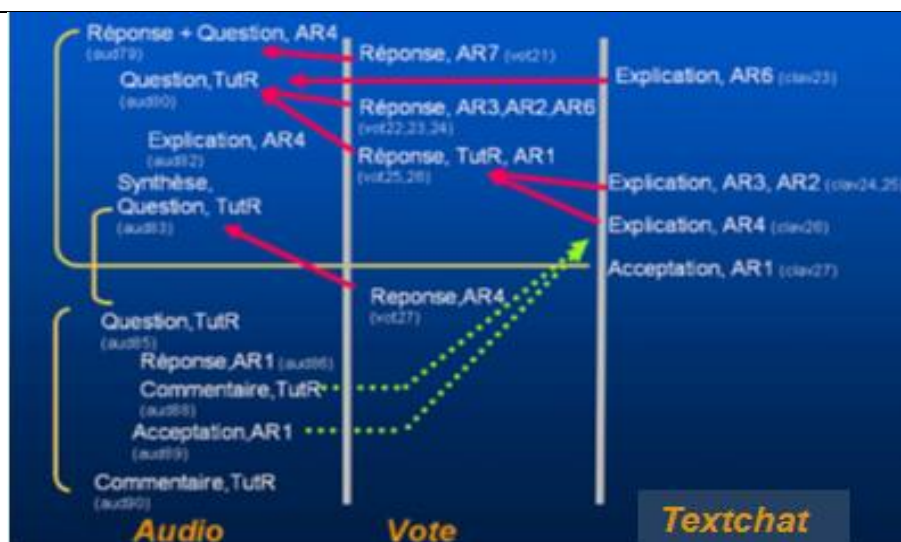 Réponse + Question, AR4
(aud79)
Question,TutR
(aud80)
Explication, AR4
(aud82)
Synthèse,
Question, TutR
(aud83)
Question,TutR
(aud85)
Réponse,AR1 (aud86)
Commentaire,TutR
(aud88)
Acceptation,AR1
(aud89)
Commentaire,TutR
(aud90)
Audio
Réponse, AR7 (vot21)
Réponse, AR3,AR2,AR6
(vot22,23,24)
Réponse, TutR, AR1
(vot25,26)
Reponse,AR4
(vot27)
Vote
Explication, AR6 (clav23)
Explication, AR3, AR2 (clav24,25)
Explication, AR4 (clav26)
Acceptation, AR1 (clav27)
Textchat